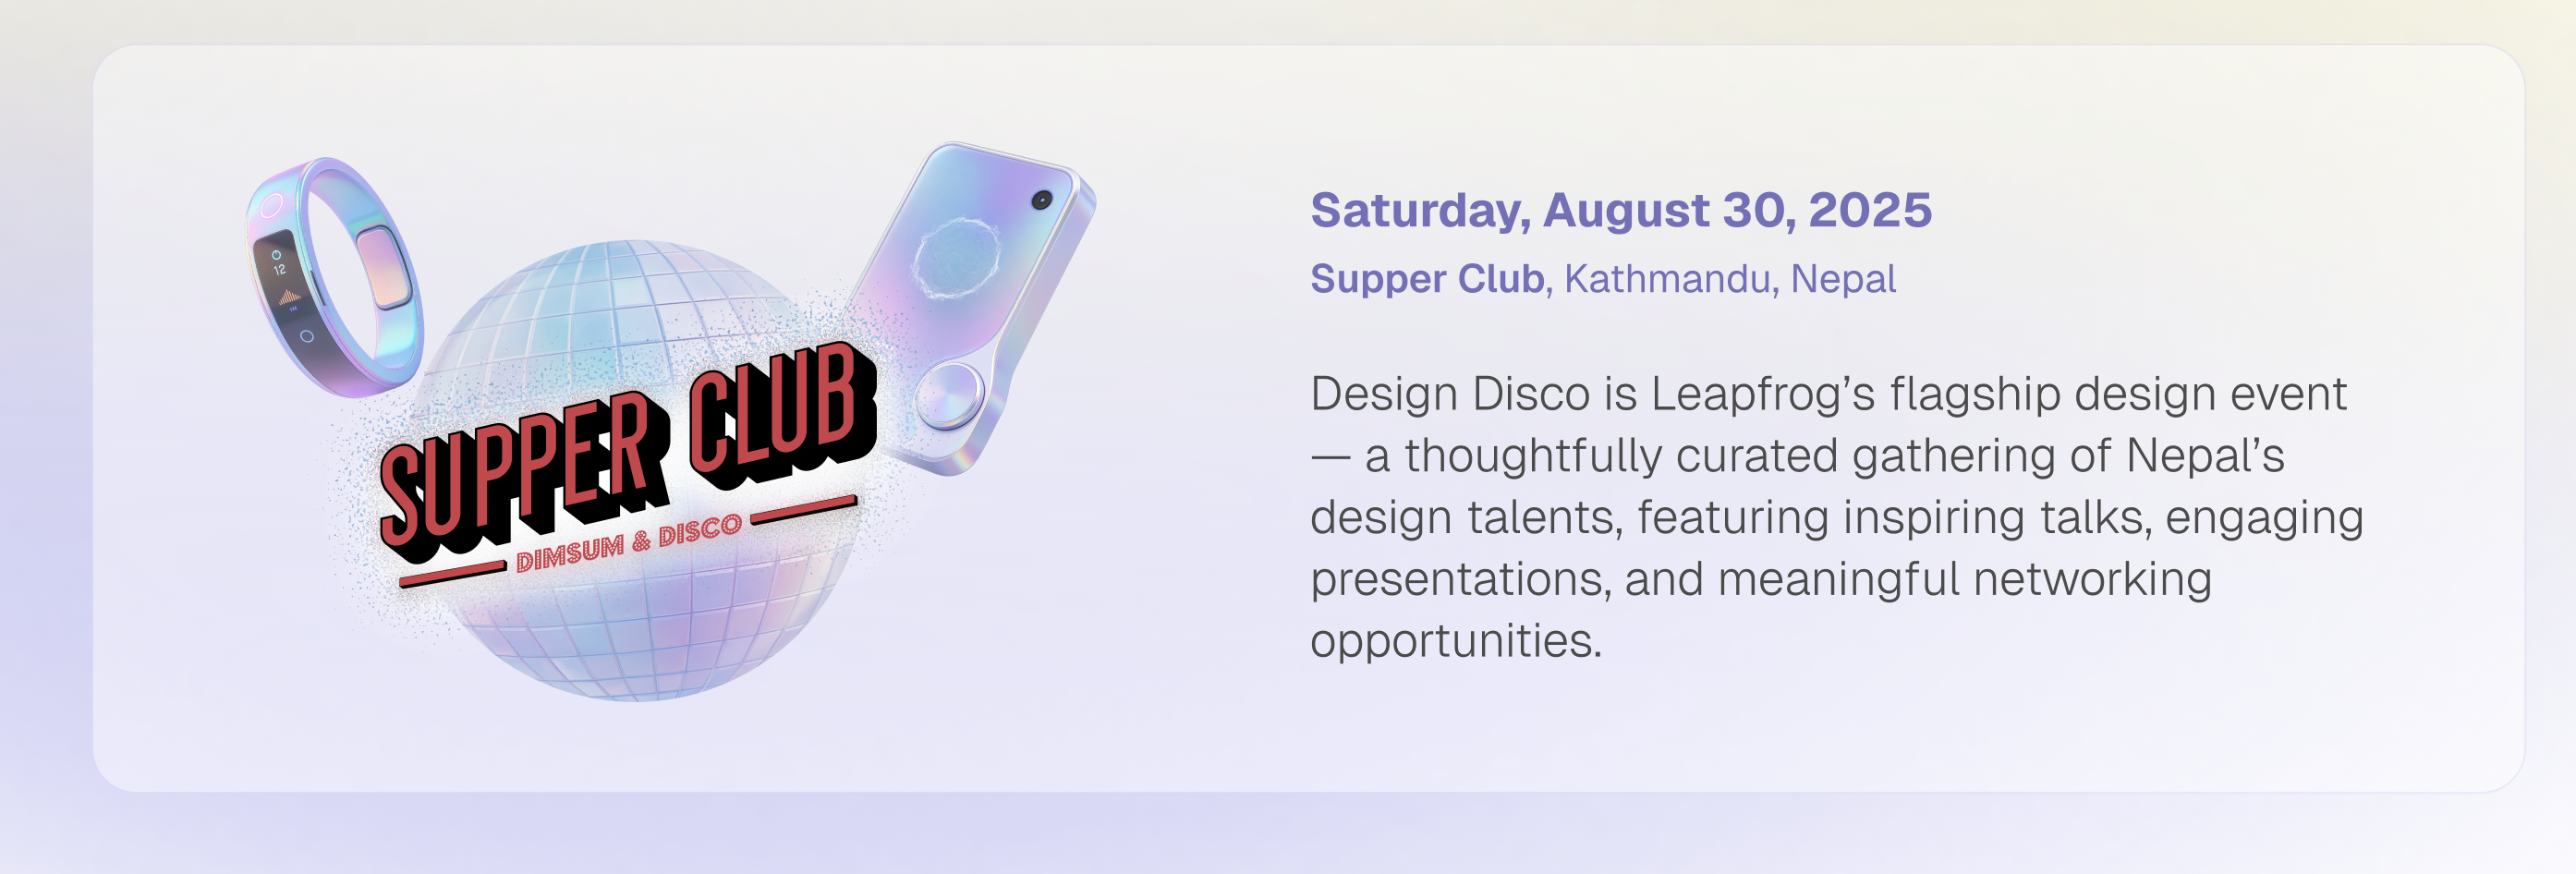 12
SUPPER CLUB
DIMSUM & DISCO
Saturday, August 30, 2025
Supper Club, Kathmandu, Nepal
Design Disco is Leapfrog’s flagship design event
— a thoughtfully curated gathering of Nepal’s
design talents, featuring inspiring talks, engaging
presentations, and meaningful networking
opportunities.